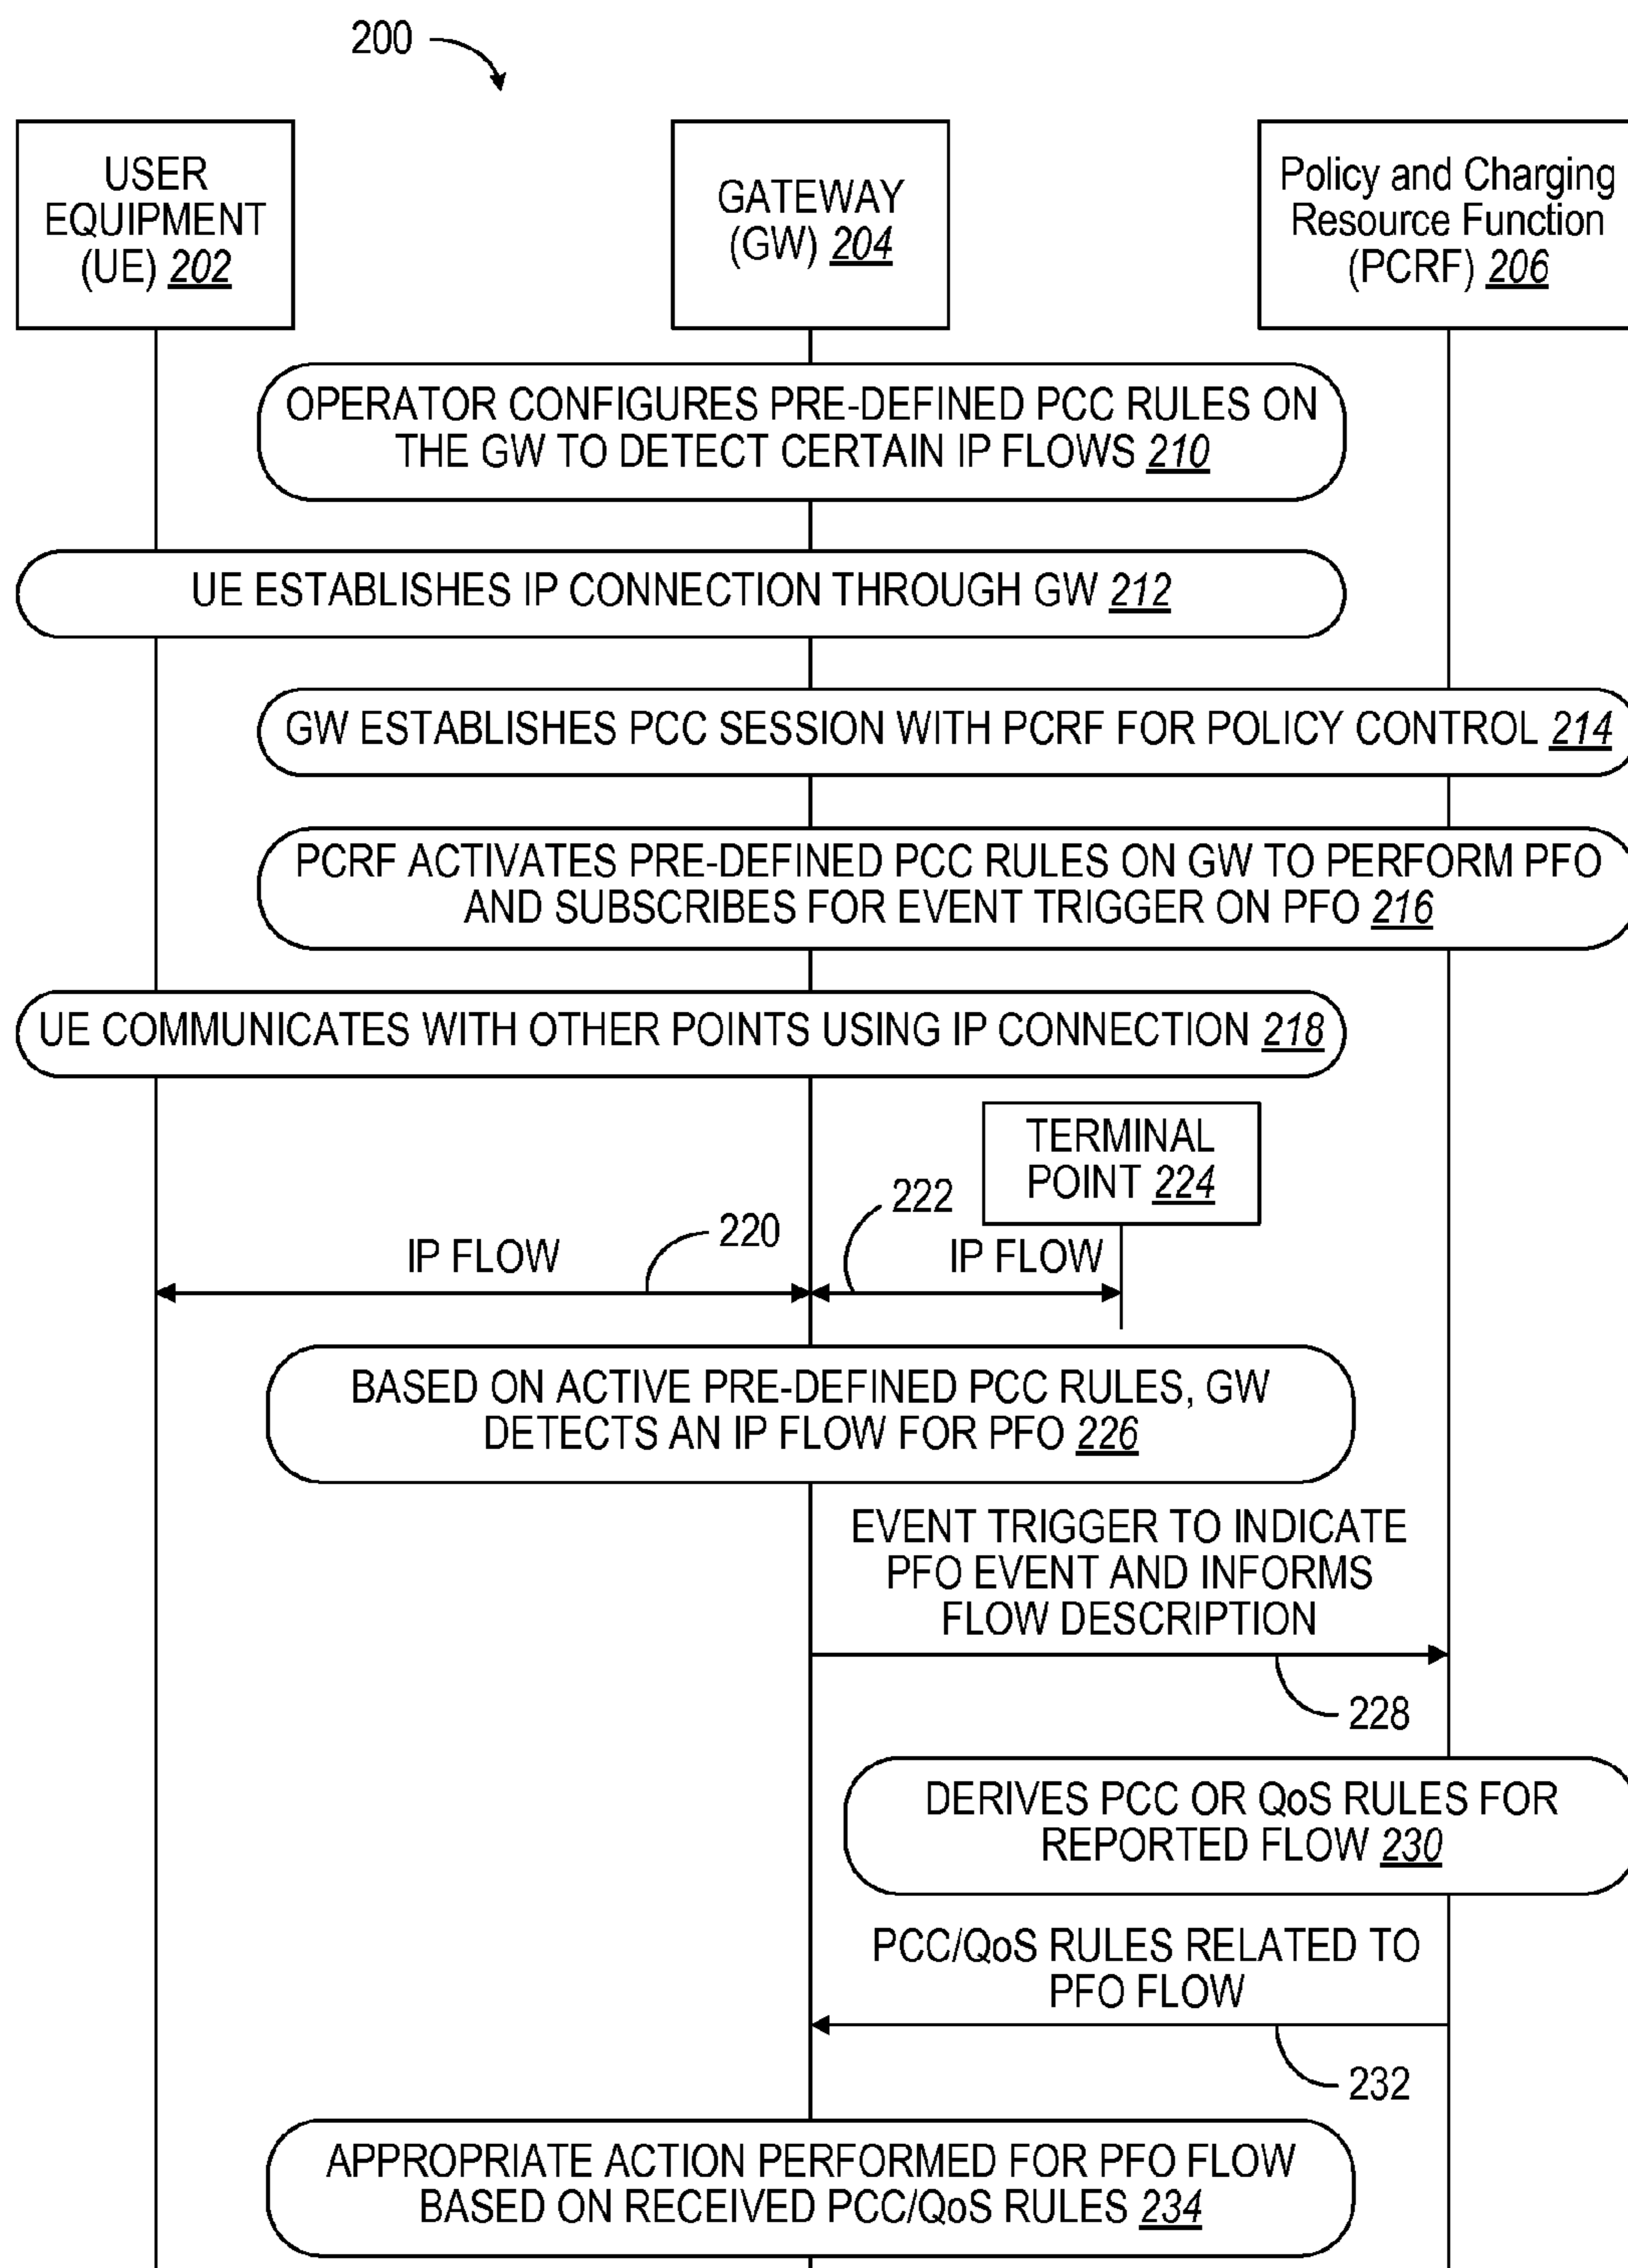 200
USER
EQUIPMENT
(UE) 202
GATEWAY
(GW) 204
Policy and Charging
Resource Function
(PCRF) 206
OPERATOR CONFIGURES PRE-DEFINED PCC RULES ON
THE GW TO DETECT CERTAIN IP FLOWS 210
UE ESTABLISHES IP CONNECTION THROUGH GW 212
GW ESTABLISHES PCC SESSION WITH PCRF FOR POLICY CONTROL 214
PCRF ACTIVATES PRE-DEFINED PCC RULES ON GW TO PERFORM PFO
AND SUBSCRIBES FOR EVENT TRIGGER ON PFO 216
UE COMMUNICATES WITH OTHER POINTS USING IP CONNECTION 218
TERMINAL
POINT 224
222
220
IP FLOW
IP FLOW
BASED ON ACTIVE PRE-DEFINED PCC RULES, GW
DETECTS AN IP FLOW FOR PFO 226
EVENT TRIGGER TO INDICATE
PFO EVENT AND INFORMS
FLOW DESCRIPTION
228
DERIVES PCC OR QoS RULES FOR
REPORTED FLOW 230
PCC/QoS RULES RELATED TO
PFO FLOW
232
APPROPRIATE ACTION PERFORMED FOR PFO FLOW
BASED ON RECEIVED PCC/QoS RULES 234